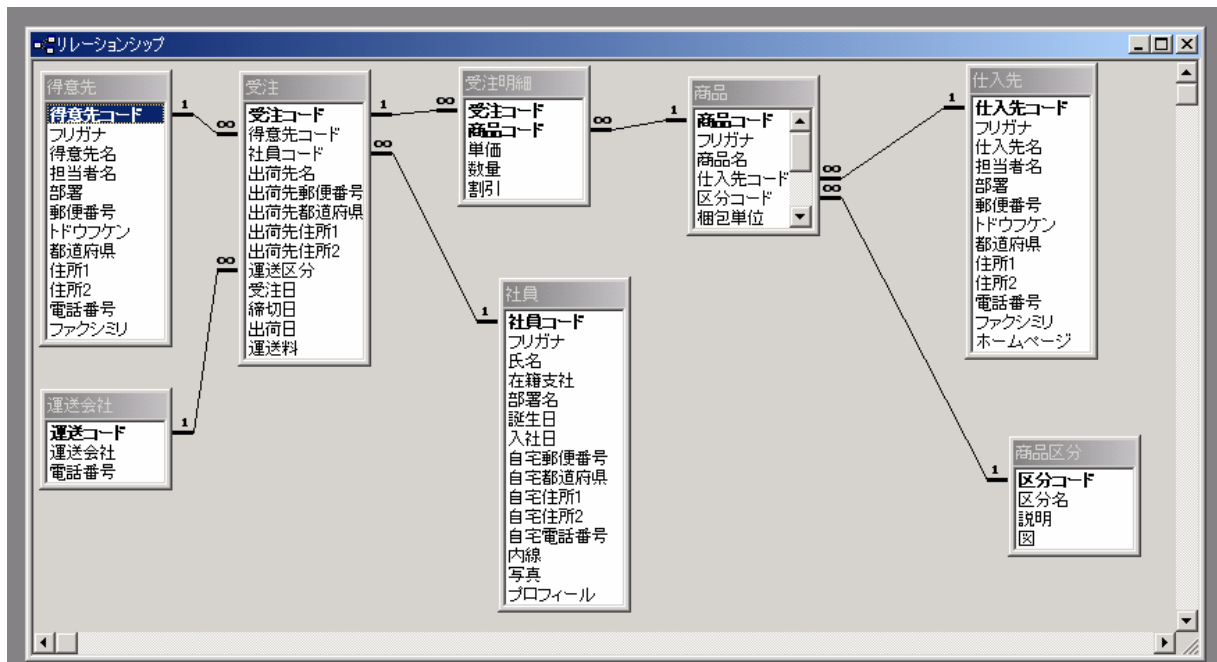 リレーションシップ
得意先
得意先コード
フリガナ
得意先名
担当者名
部署
郵便番号
トドウフケン
都道府県
住所1
住所2
電話番号
ファクシミリ
1
∞
受注
受注コード
得意先コード
社員コード
出荷先名
出荷先郵便番号
出荷先都道府県
出荷先住所1
出荷先住所2
運送区分
受注日
締切日
出荷日
運送料
1
∞
∞
∞
受注明細
受注コード
商品コード
単価
数量
割引
∞
1
商品
商品コード
フリガナ
商品名
仕入先コード
区分コード
梱包単位
∞
∞
1
仕入先
仕入先コード
フリガナ
仕入先名
担当者名
部署
郵便番号
トドウフケン
都道府県
住所1
住所2
電話番号
ファクシミリ
ホームページ
運送会社
運送コード
運送会社
電話番号
1
1
社員
社員コード
フリガナ
氏名
在籍支社
部署名
誕生日
入社日
自宅郵便番号
自宅都道府県
自宅住所1
自宅住所2
自宅電話番号
内線
写真
プロフィール
1
商品区分
区分コード
区分名
説明
図